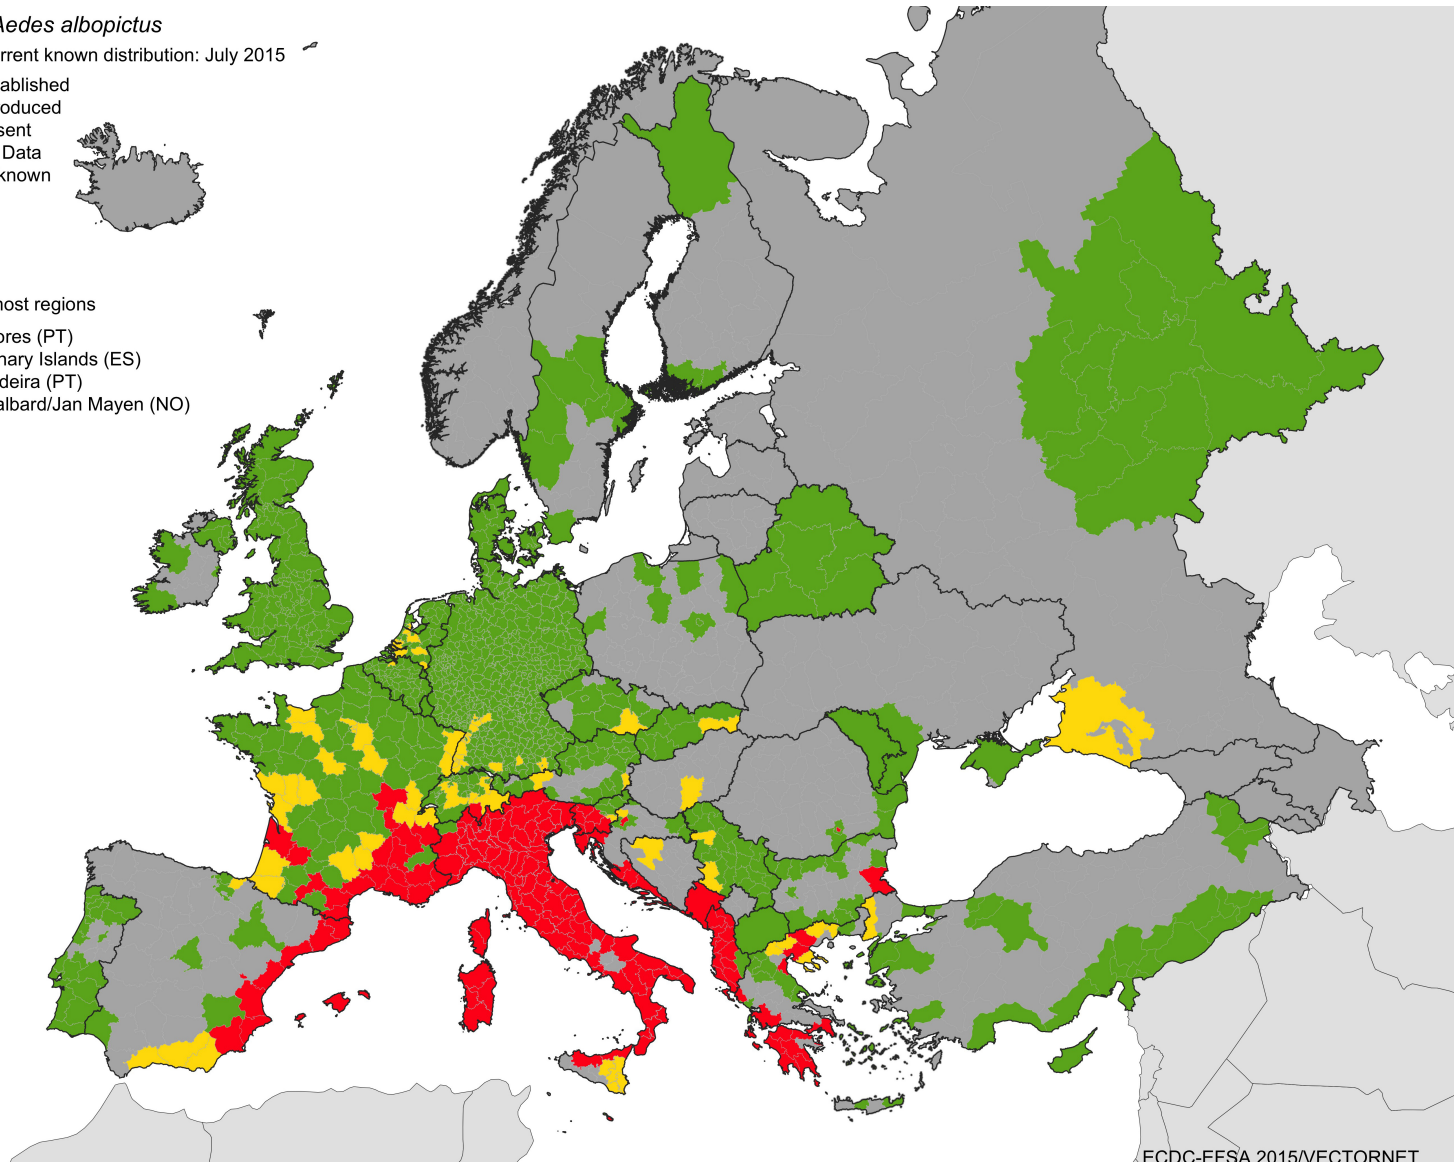 Aedes albopictus
rrent known distribution: July 2015
ablished
oduced
sent
Data
known
nost regions
ores (PT)
nary Islands (ES)
deira (PT)
albard/Jan Mayen (NO)
ECDC-EFSA 2015/VECTORNET